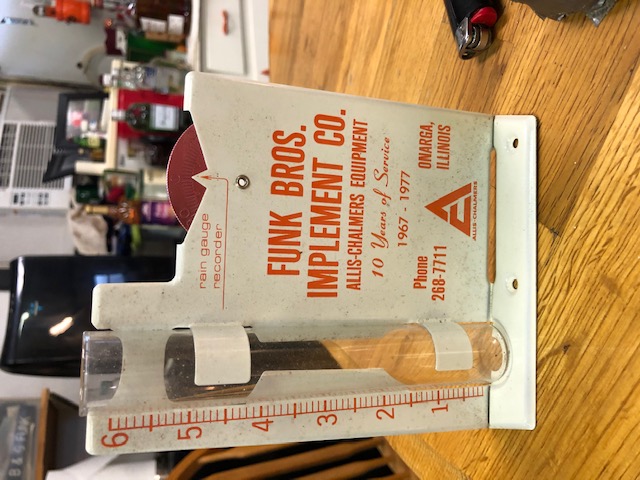 rain gauge
recorder
FUNK BROS.
IMPLEMENT CO.
ALLIS-CHALMERS EQUIPMENT
10 Years of Service
1967 - 1977
Phone
268-7711
ALLIS-CHALMERS
ONARGA,
ILLINOIS
6
5
4
3
2
1